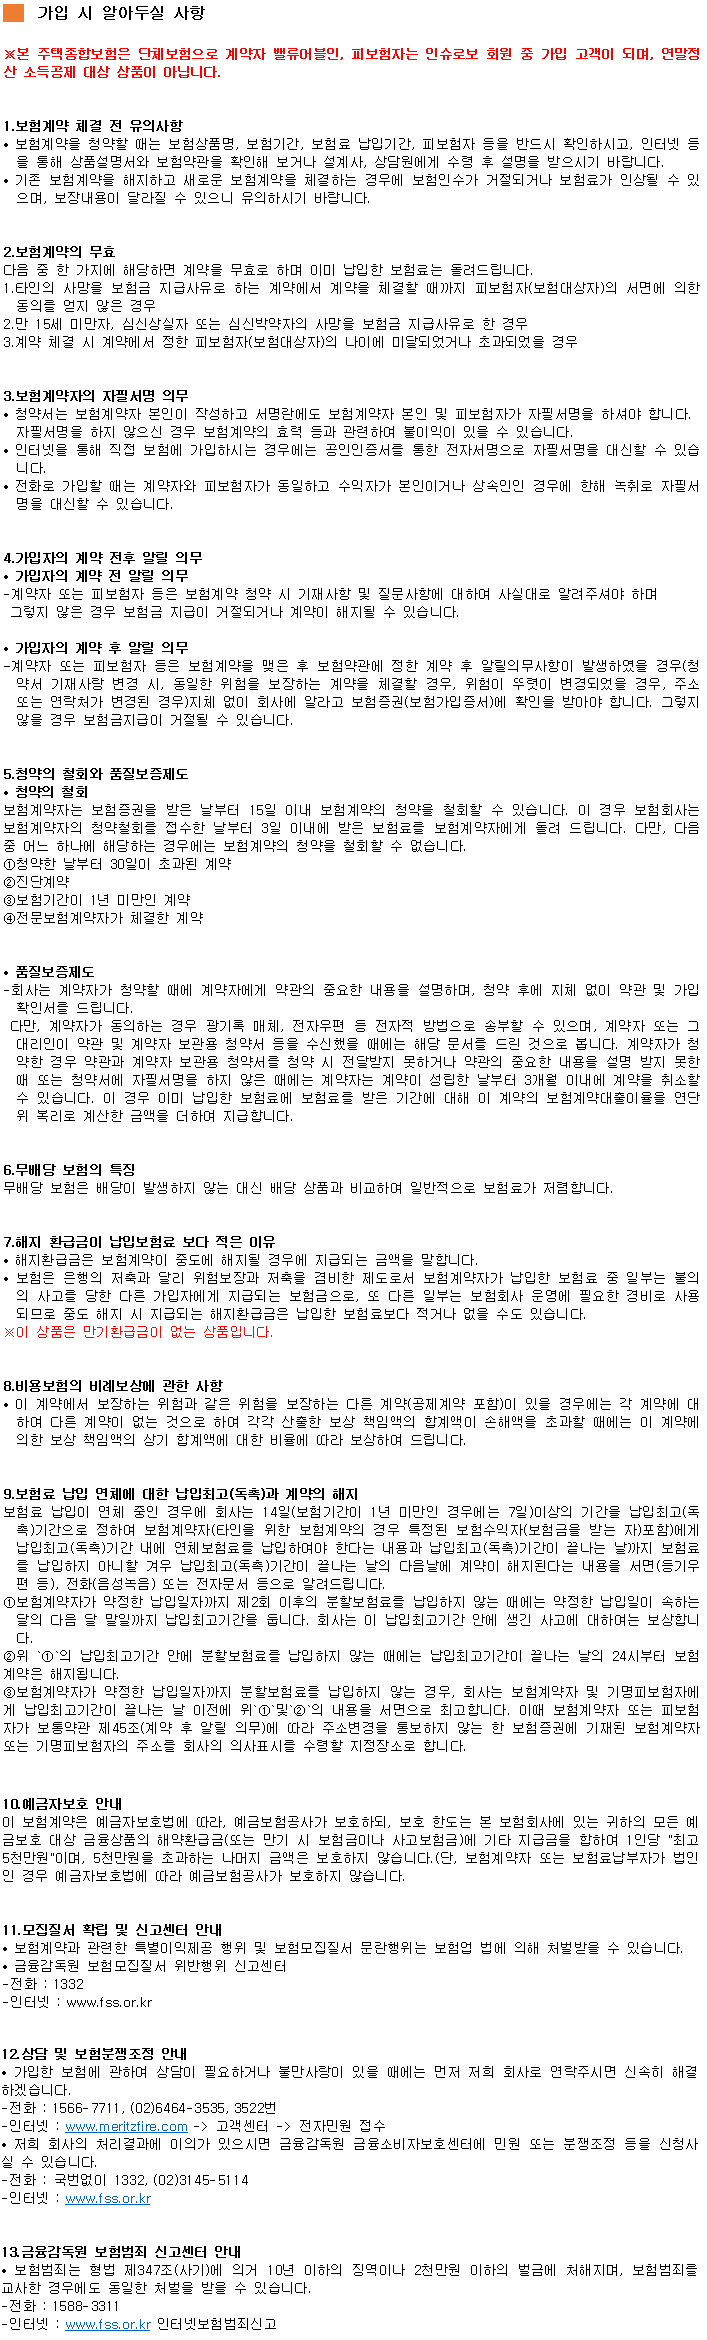 가입 시 알아두실 사항
※본 주택종합보험은 단체보험으로 계약자 밸류어블인, 피보험자는 인슈로보 회원 중 가입 고객이 되며, 연말정
산 소득공제 대상 상품이 아닙니다.
1.보험계약 체결 전 유의사항
• 보험계약을 청약할 때는 보험상품명, 보험기간, 보험료 납입기간, 피보험자 등을 반드시 확인하시고, 인터넷 등
을 통해 상품설명서와 보험약관을 확인해 보거나 설계사, 상담원에게 수령 후 설명을 받으시기 바랍니다.
• 기존 보험계약을 해지하고 새로운 보험계약을 체결하는 경우에 보험인수가 거절되거나 보험료가 인상될 수 있
으며, 보장내용이 달라질 수 있으니 유의하시기 바랍니다.
2.보험계약의 무효
다음 중 한 가지에 해당하면 계약을 무효로 하며 이미 납입한 보험료는 돌려드립니다.
1.타인의 사망을 보험금 지급사유로 하는 계약에서 계약을 체결할 때까지 피보험자(보험대상자)의 서면에 의한
동의를 얻지 않은 경우
2.만 15세 미만자, 심신상실자 또는 심신박약자의 사망을 보험금 지급사유로 한 경우
3.계약 체결 시 계약에서 정한 피보험자(보험대상자)의 나이에 미달되었거나 초과되었을 경우
3.보험계약자의 자필서명 의무
• 청약서는 보험계약자 본인이 작성하고 서명란에도 보험계약자 본인 및 피보험자가 자필서명을 하셔야 합니다.
자필서명을 하지 않으신 경우 보험계약의 효력 등과 관련하여 불이익이 있을 수 있습니다.
• 인터넷을 통해 직접 보험에 가입하시는 경우에는 공인인증서를 통한 전자서명으로 자필서명을 대신할 수 있습
니다.
• 전화로 가입할 때는 계약자와 피보험자가 동일하고 수익자가 본인이거나 상속인인 경우에 한해 녹취로 자필서
명을 대신할 수 있습니다.
4.가입자의 계약 전후 알릴 의무
• 가입자의 계약 전 알릴 의무
-계약자 또는 피보험자 등은 보험계약 청약 시 기재사항 및 질문사항에 대하여 사실대로 알려주셔야 하며
그렇지 않은 경우 보험금 지급이 거절되거나 계약이 해지될 수 있습니다.
• 가입자의 계약 후 알릴 의무
-계약자 또는 피보험자 등은 보험계약을 맺은 후 보험약관에 정한 계약 후 알릴의무사항이 발생하였을 경우(청
약서 기재사랑 변경 시, 동일한 위험을 보장하는 계약을 체결할 경우, 위험이 뚜렷이 변경되었을 경우, 주소
또는 연락처가 변경된 경우)지체 없이 회사에 알라고 보험증권(보험가입증서)에 확인을 받아야 합니다. 그렇지
않을 경우 보험금지급이 거절될 수 있습니다.
5.청약의 철회와 품질보증제도
• 청약의 철회
보험계약자는 보험증권을 받은 날부터 15일 이내 보험계약의 청약을 철회할 수 있습니다. 이 경우 보험회사는
보험계약자의 청약철회를 접수한 날부터 3일 이내에 받은 보험료를 보험계약자에게 돌려 드립니다. 다만, 다음
중 어느 하나에 해당하는 경우에는 보험계약의 청약을 철회할 수 없습니다.
①청약한 날부터 30일이 초과된 계약
②진단계약
③보험기간이 1년 미만인 계약
④전문보험계약자가 체결한 계약
• 품질보증제도
-회사는 계약자가 청약할 때에 계약자에게 약관의 중요한 내용을 설명하며, 청약 후에 지체 없이 약관 및 가입
확인서를 드립니다.
다만, 계약자가 동의하는 경우 광기록 매체, 전자우편 등 전자적 방법으로 송부할 수 있으며, 계약자 또는 그
대리인이 약관 및 계약자 보관용 청약서 등을 수신했을 때에는 해당 문서를 드린 것으로 봅니다. 계약자가 청
약한 경우 약관과 계약자 보관용 청약서를 청약 시 전달받지 못하거나 약관의 중요한 내용을 설명 받지 못한
때 또는 청약서에 자필서명을 하지 않은 때에는 계약자는 계약이 성립한 날부터 3개월 이내에 계약을 취소할
수 있습니다. 이 경우 이미 납입한 보험료에 보험료를 받은 기간에 대해 이 계약의 보험계약대출이율을 연단
위 복리로 계산한 금액을 더하여 지급합니다.
6.무배당 보험의 특징
무배당 보험은 배당이 발생하지 않는 대신 배당 상품과 비교하여 일반적으로 보험료가 저렴합니다.
7.해지 환급금이 납입보험료 보다 적은 이유
• 해지환급금은 보험계약이 중도에 해지될 경우에 지급되는 금액을 말합니다.
• 보험은 은행의 저축과 달리 위험보장과 저축을 겸비한 제도로서 보험계약자가 납입한 보험료 중 일부는 불의
의 사고를 당한 다른 가입자에게 지급되는 보험금으로, 또 다른 일부는 보험회사 운영에 필요한 경비로 사용
되므로 중도 해지 시 지급되는 해지환급금은 납입한 보험료보다 적거나 없을 수도 있습니다.
※이 상품은 만기환급금이 없는 상품입니다.
8.비용보험의 비례보상에 관한 사항
• 이 계약에서 보장하는 위험과 같은 위험을 보장하는 다른 계약(공제계약 포함)이 있을 경우에는 각 계약에 대
하여 다른 계약이 없는 것으로 하여 각각 산출한 보상 책임액의 합계액이 손해액을 초과할 때에는 이 계약에
의한 보상 책임액의 상기 합계액에 대한 비율에 따라 보상하여 드립니다.
9.보험료 납입 연체에 대한 납입최고(독촉)과 계약의 해지
보험료 납입이 연체 중인 경우에 회사는 14일(보험기간이 1년 미만인 경우에는 7일)이상의 기간을 납입최고(독
촉)기간으로 정하여 보험계약자(타인을 위한 보험계약의 경우 특정된 보험수익자(보험금을 받는 자)포함)에게
납입최고(독촉)기간 내에 연체보험료를 납입하여야 한다는 내용과 납입최고(독촉)기간이 끝나는 날까지 보험료
를 납입하지 아니할 겨우 납입최고(독촉)기간이 끝나는 날의 다음날에 계약이 해지된다는 내용을 서면(등기우
편 등), 전화(음성녹음) 또는 전자문서 등으로 알려드립니다.
①보험계약자가 약정한 납입일자까지 제2회 이후의 분할보험료를 납입하지 않는 때에는 약정한 납입일이 속하는
달의 다음 달 말일까지 납입최고기간을 둡니다. 회사는 이 납입최고기간 안에 생긴 사고에 대하여는 보상합니
다.
②위 `①`의 납입최고기간 안에 분할보험료를 납입하지 않는 때에는 납입최고기간이 끝나는 날의 24시부터 보험
계약은 해지됩니다.
③보험계약자가 약정한 납입일자까지 분할보험료를 납입하지 않는 경우, 회사는 보험계약자 및 기명피보험자에
게 납입최고기간이 끝나는 날 이전에 위`①`및`②`의 내용을 서면으로 최고합니다. 이때 보험계약자 또는 피보험
자가 보통약관 제45조(계약 후 알릴 의무)에 따라 주소변경을 통보하지 않는 한 보험증권에 기재된 보험계약자
또는 기명피보험자의 주소를 회사의 의사표시를 수령할 지정장소로 합니다.
10.예금자보호 안내
이 보험계약은 예금자보호법에 따라, 예금보험공사가 보호하되, 보호 한도는 본 보험회사에 있는 귀하의 모든 예
금보호 대상 금융상품의 해약환급금(또는 만기 시 보험금이나 사고보험금)에 기타 지급금을 합하여 1인당 "최고
5천만원"이며, 5천만원을 초과하는 나머지 금액은 보호하지 않습니다.(단, 보험계약자 또는 보험료납부자가 법인
인 경우 예금자보호법에 따라 예금보험공사가 보호하지 않습니다.
11.모집질서 확립 및 신고센터 안내
• 보험계약과 관련한 특별이익제공 행위 및 보험모집질서 문란행위는 보험업 법에 의해 처벌받을 수 있습니다.
• 금융감독원 보험모집질서 위반행위 신고센터
-전화 : 1332
-인터넷 : www.fss.or.kr
12.상담 및 보험분쟁조정 안내
• 가입한 보험에 관하여 상담이 필요하거나 불만사랑이 있을 때에는 먼저 저희 회사로 연락주시면 신속히 해결
하겠습니다.
-전화 : 1566-7711, (02)6464-3535, 3522번
-인터넷 : www.meritzfire.com -> 고객센터 -> 전자민원 접수
• 저희 회사의 처리결과에 이의가 있으시면 금융감독원 금융소비자보호센터에 민원 또는 분쟁조정 등을 신청사
실 수 있습니다.
-전화 : 국번없이 1332, (02)3145-5114
-인터넷 : www.fss.or.kr
13.금융감독원 보험범죄 신고센터 안내
• 보험범죄는 형법 제347조(사기)에 의거 10년 이하의 징역이나 2천만원 이하의 벌금에 처해지며, 보험범죄를
교사한 경우에도 동일한 처벌을 받을 수 있습니다.
-전화 : 1588-3311
-인터넷 : www.fss.or.kr 인터넷보험범죄신고